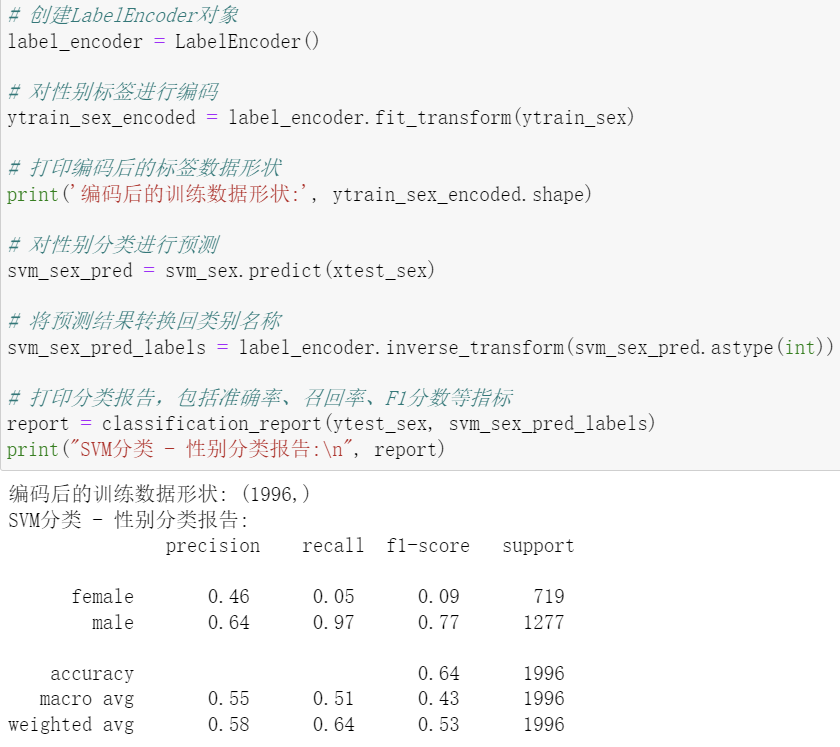 # 创建LabelEncoder对象
label_encoder = LabelEncoder()
# 对性别标签进行编码
ytrain_sex_encoded = label_encoder.fit_transform(ytrain_sex)
# 打印编码后的标签数据形状
print('编码后的训练数据形状:', ytrain_sex_encoded.shape)
# 对性别分类进行预测
svm_sex_pred = svm_sex.predict(xtest_sex)
# 将预测结果转换回类别名称
svm_sex_pred_labels = label_encoder.inverse_transform(svm_sex_pred.astype(int))
# 打印分类报告，包括准确率、召回率、F1分数等指标
report = classification_report(ytest_sex, svm_sex_pred_labels)
print("SVM分类 - 性别分类报告:\n", report)
编码后的训练数据形状: (1996,)
SVM分类 - 性别分类报告:
precision recall f1-score support
female 0.46 0.05 0.09 719
male 0.64 0.97 0.77 1277
accuracy 0.64 1996
macro avg 0.55 0.51 0.43 1996
weighted avg 0.58 0.64 0.53 1996